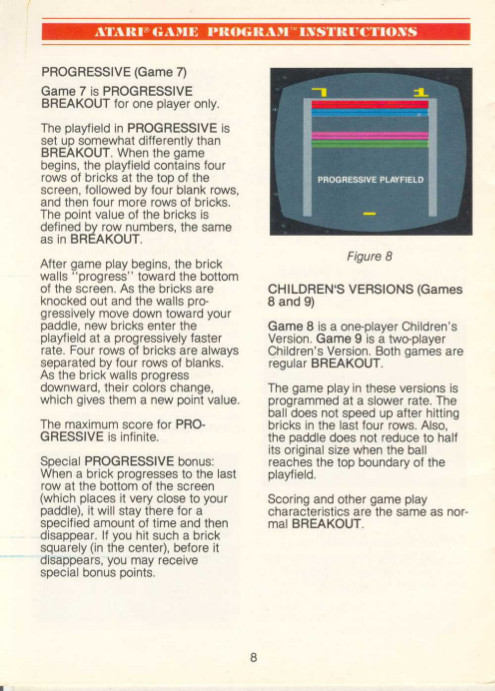 ATARI® GAME PROGRAM™ INSTRUCTIONS
PROGRESSIVE (Game 7)
Game 7 is PROGRESSIVE
BREAKOUT for one player only.
The playfield in PROGRESSIVE is
set up somewhat differently than
BREAKOUT. When the game
begins, the playfield contains four
rows of bricks at the top of the
screen, followed by four blank rows,
and then four more rows of bricks.
The point value of the bricks is
defined by row numbers, the same
as in BREAKOUT.
After game play begins, the brick
walls "progress" toward the bottom
of the screen. As the bricks are
knocked out and the walls pro-
gressively move down toward your
paddle, new bricks enter the
playfield at a progressively faster
rate. Four rows of bricks are always
separated by four rows of blanks.
As the brick walls progress
downward, their colors change,
which gives them a new point value.
The maximum score for PRO-
GRESSIVE is infinite.
Special PROGRESSIVE bonus:
When a brick progresses to the last
row at the bottom of the screen
(which places it very close to your
paddle), it will stay there for a
specified amount of time and then
disappear. If you hit such a brick
squarely (in the center), before it
disappears, you may receive
special bonus points.
7 1
PROGRESSIVE PLAYFIELD
Figure 8
CHILDREN'S VERSIONS (Games
8 and 9)
Game 8 is a one-player Children's
Version. Game 9 is a two-player
Children's Version. Both games are
regular BREAKOUT.
The game play in these versions is
programmed at a slower rate. The
ball does not speed up after hitting
bricks in the last four rows. Also,
the paddle does not reduce to half
its original size when the ball
reaches the top boundary of the
playfield.
Scoring and other game play
characteristics are the same as nor-
mal BREAKOUT.
8